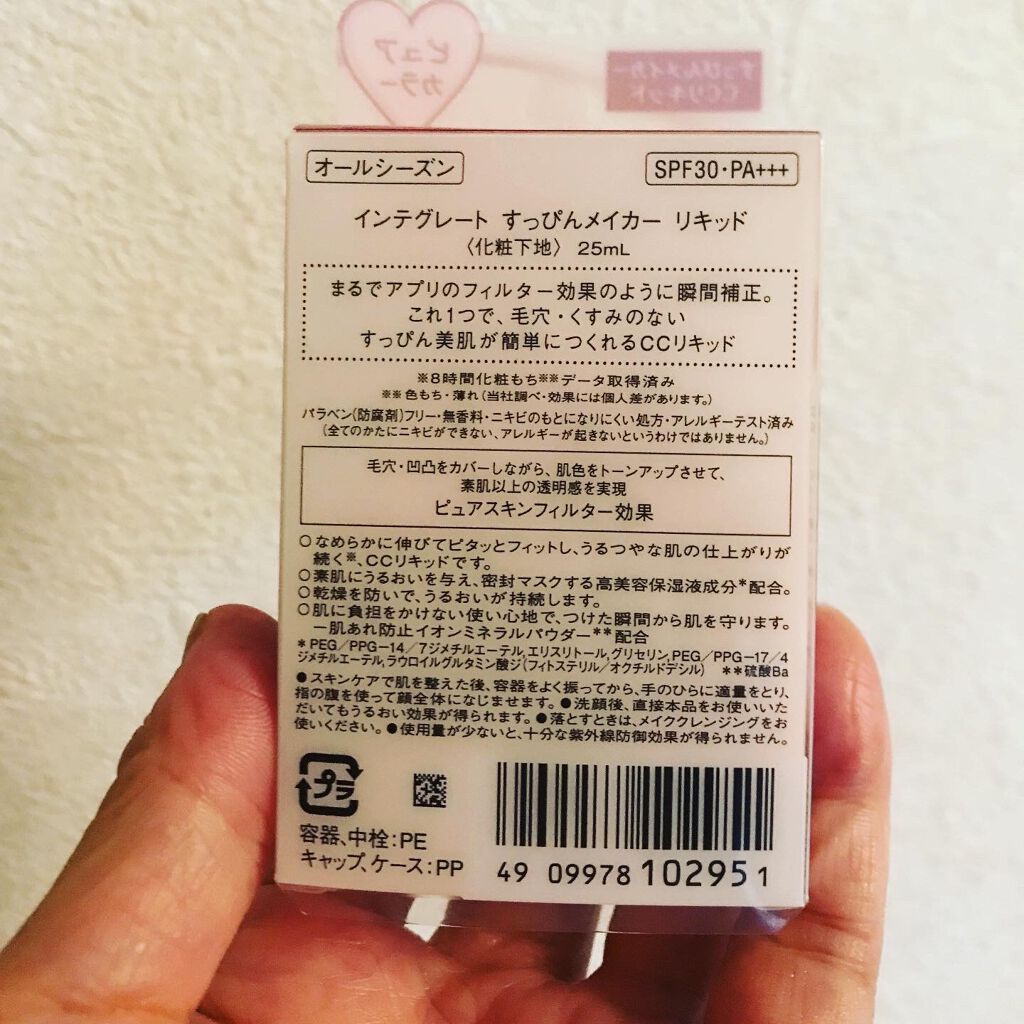 ピュア
カラー
すっぴんメイカー
CCリキッド
オールシーズン
SPF30・PA+++
インテグレート すっぴんメイカー リキッド
〈化粧下地〉 25mL
まるでアプリのフィルター効果のように瞬間補正。
これ1つで、毛穴・くすみのない
すっぴん美肌が簡単につくれるCCリキッド
※8時間化粧もち※※データ取得済み
※※色もち・薄れ(当社調べ・効果には個人差があります。)
パラベン(防腐剤)フリー・無香料・ニキビのもとになりにくい処方・アレルギーテスト済み
(全てのかたにニキビができない、アレルギーが起きないというわけではありません。)
毛穴・凹凸をカバーしながら、肌色をトーンアップさせて、
素肌以上の透明感を実現
ピュアスキンフィルター効果
○なめらかに伸びてピタッとフィットし、うるつやな肌の仕上がりが
続く※、CCリキッドです。
○素肌にうるおいを与え、密封マスクする高美容保湿液成分*配合。
○乾燥を防いで、うるおいが持続します。
○肌に負担をかけない使い心地で、つけた瞬間から肌を守ります。
ー肌あれ防止イオンミネラルパウダー**配合
*PEG/PPG-14/7ジメチルエーテル,エリスリトール,グリセリン,PEG/PPG-17/4
ジメチルエーテル,ラウロイルグルタミン酸ジ(フィトステリル/オクチルドデシル) **硫酸Ba
●スキンケアで肌を整えた後、容器をよく振ってから、手のひらに適量をとり、
指の腹を使って顔全体になじませます。●洗顔後、直接本品をお使いいた
だいてもうるおい効果が得られます。●落とすときは、メイククレンジングをお
使いください。●使用量が少ないと、十分な紫外線防御効果が得られません。
プラ
容器、中栓:PE
キャップ、ケース:PP
49 09978 10295 1